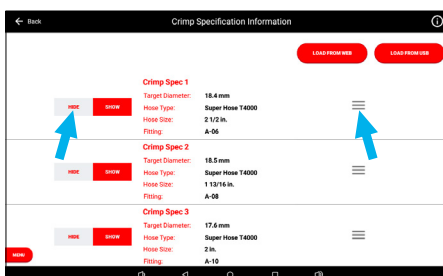 Back
Crimp Specification Information
LOAD FROM WEB
LOAD FROM USB
Crimp Spec 1
Target Diameter: 18.4 mm
HIDE SHOW Hose Type: Super Hose T4000
Hose Size: 2 1/2 in.
Fitting: A-06
Crimp Spec 2
Target Diameter: 18.5 mm
HIDE SHOW Hose Type: Super Hose T4000
Hose Size: 1 13/16 in.
Fitting: A-08
Crimp Spec 3
Target Diameter: 17.6 mm
HIDE SHOW Hose Type: Super Hose T4000
Hose Size: 2 in.
MENU Fitting: A-10